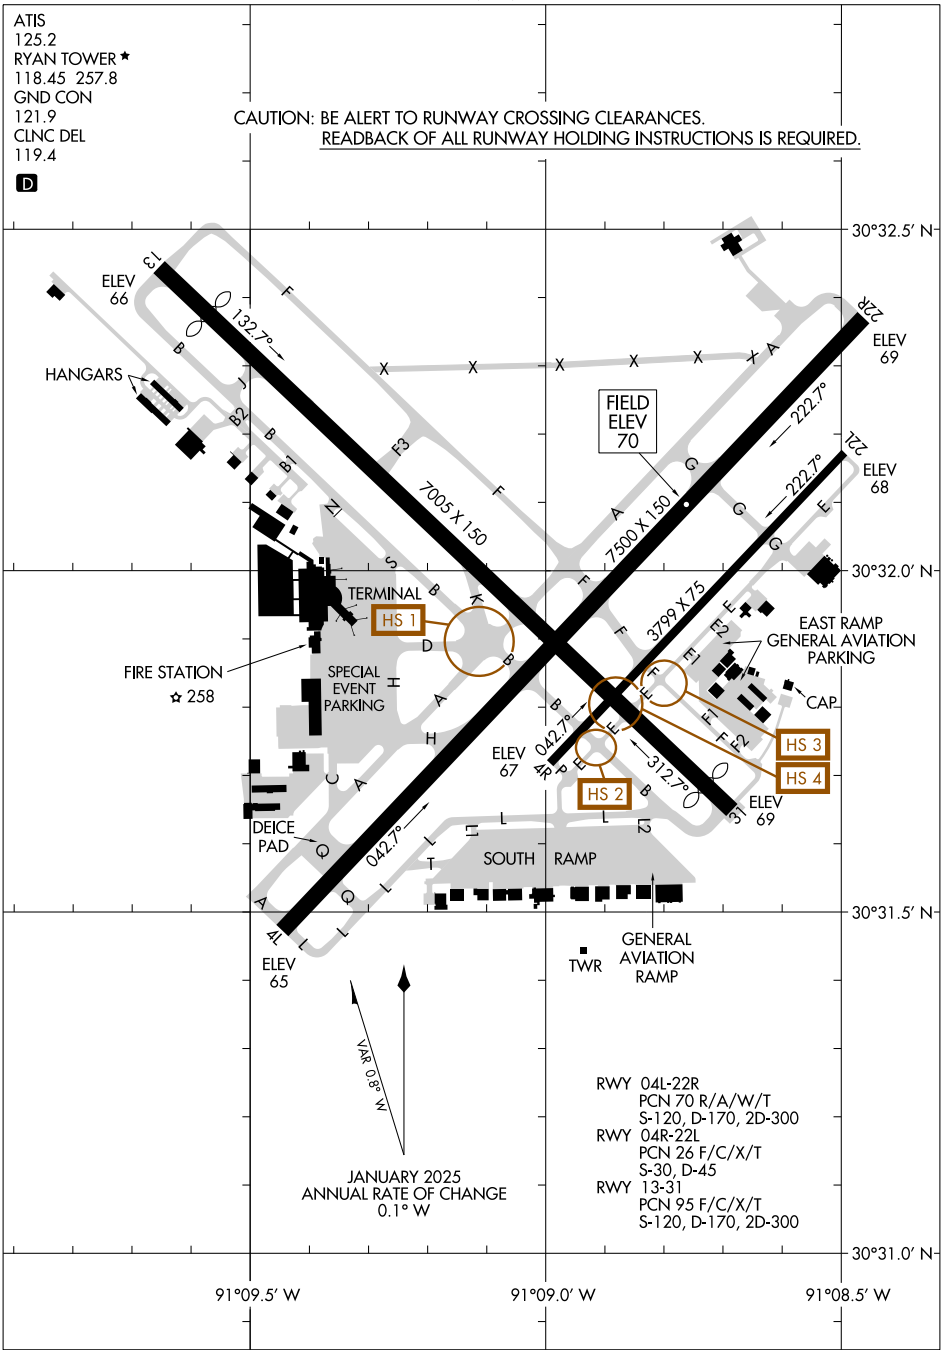 ATIS
125.2
RYAN TOWER ★
118.45 257.8
GND CON
121.9
CLNC DEL
119.4
D
CAUTION: BE ALERT TO RUNWAY CROSSING CLEARANCES.
READBACK OF ALL RUNWAY HOLDING INSTRUCTIONS IS REQUIRED.
30°32.5' N
13
ELEV
66
F
132.7°
B
J
HANGARS
B2
B
B1
N1
F3
F
7005 X 150
X
X
X
X
X
X
A
22R
ELEV
69
222.7°
FIELD
ELEV
70
22L
ELEV
68
222.7°
G
G
G
E
A
7500 X 150
30°32.0' N
S
B
K
F
F
3799 X 75
E
E2
EAST RAMP
GENERAL AVIATION
PARKING
TERMINAL
HS 1
D
B
FIRE STATION
258
SPECIAL
EVENT
PARKING
H
A
H
B
E1
F
E
F1
F
F2
CAP
HS 3
HS 4
042.7°
ELEV
67
4R
P
E
E
HS 2
B
312.7°
31
ELEV
69
C
A
DEICE
PAD
Q
042.7°
L
L1
L
L
L2
T
L
Q
SOUTH RAMP
A
4L
L
L
ELEV
65
30°31.5' N
TWR
GENERAL
AVIATION
RAMP
VAR 0.8° W
JANUARY 2025
ANNUAL RATE OF CHANGE
0.1° W
RWY 04L-22R
PCN 70 R/A/W/T
S-120, D-170, 2D-300
RWY 04R-22L
PCN 26 F/C/X/T
S-30, D-45
RWY 13-31
PCN 95 F/C/X/T
S-120, D-170, 2D-300
30°31.0' N
91°09.5' W
91°09.0' W
91°08.5' W